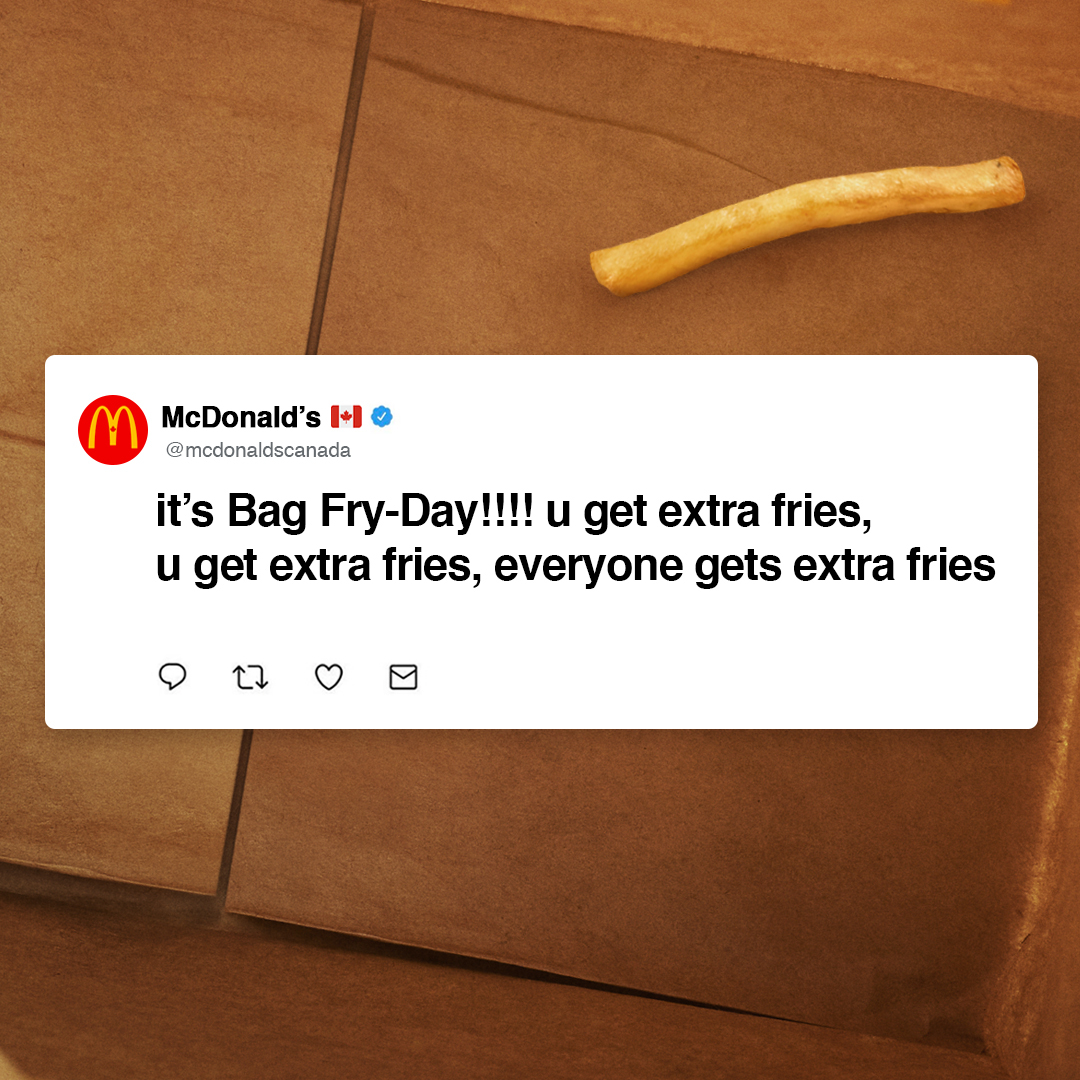 McDonald’s 🇨🇦
@mcdonaldscanada
it’s Bag Fry-Day!!!! u get extra fries,
u get extra fries, everyone gets extra fries